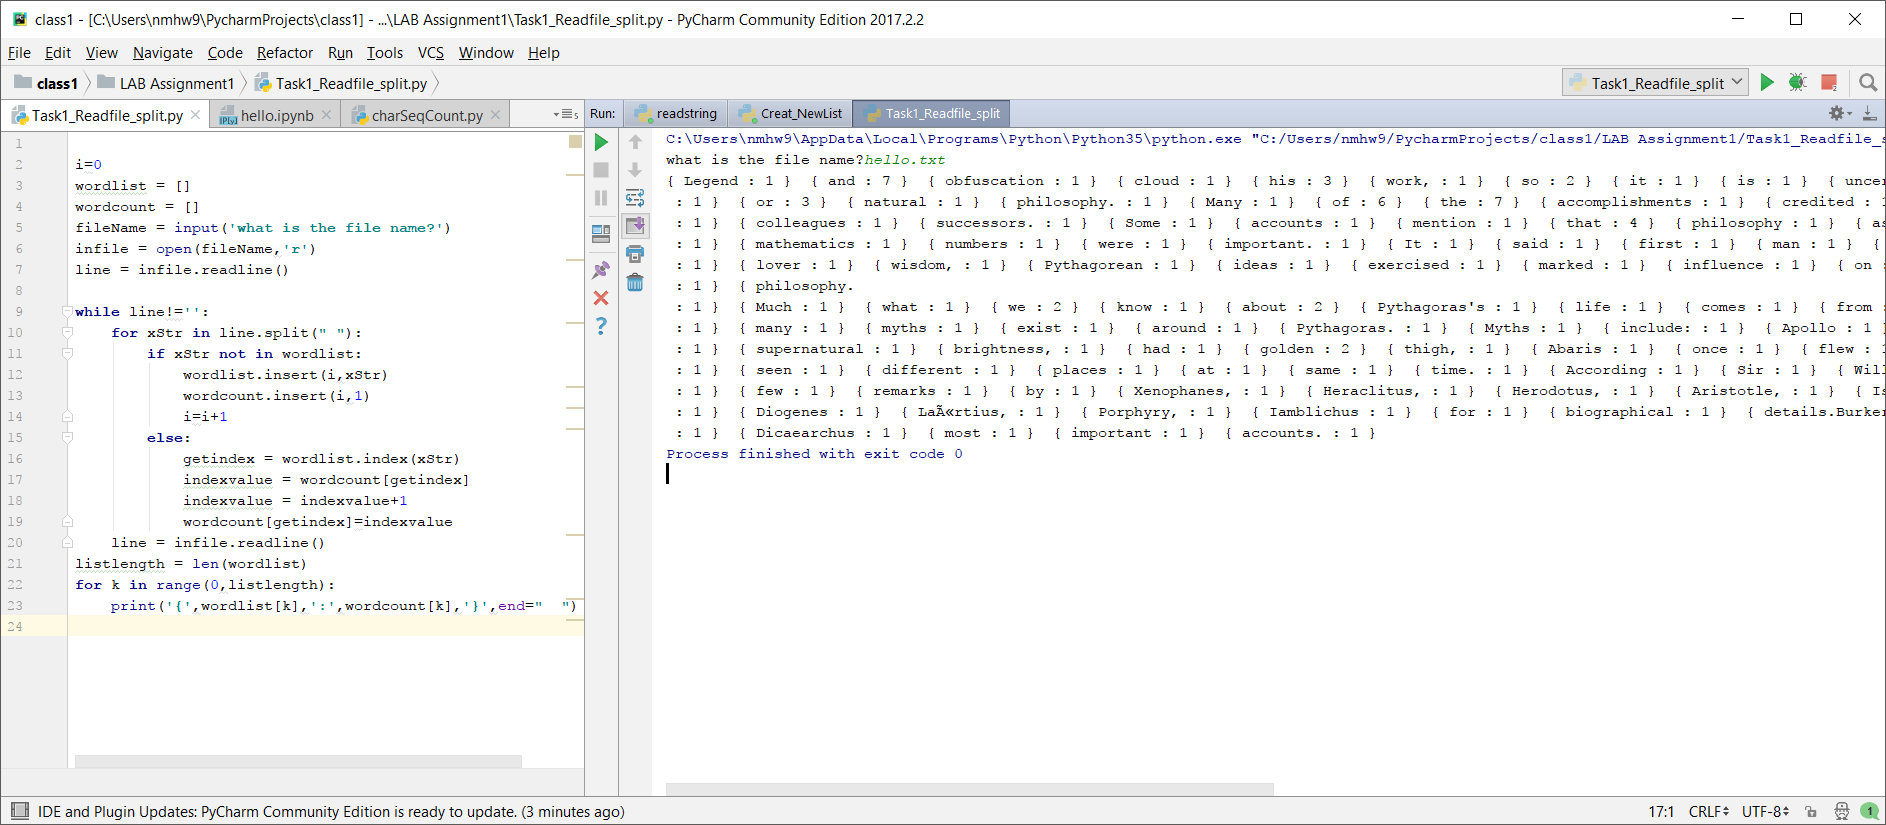 class1 - [C:\Users\nmhw9\PycharmProjects\class1] - ...\LAB Assignment1\Task1_Readfile_split.py - PyCharm Community Edition 2017.2.2
File Edit View Navigate Code Refactor Run Tools VCS Window Help
class1 LAB Assignment1 Task1_Readfile_split.py Task1_Readfile_split
Task1_Readfile_split.py hello.ipynb charSeqCount.py
1
2 i=0
3 wordlist = []
4 wordcount = []
5 fileName = input('what is the file name?')
6 infile = open(fileName,'r')
7 line = infile.readline()
8
9 while line!='':
10 for xStr in line.split(" "):
11 if xStr not in wordlist:
12 wordlist.insert(i,xStr)
13 wordcount.insert(i,1)
14 i=i+1
15 else:
16 getindex = wordlist.index(xStr)
17 indexvalue = wordcount[getindex]
18 indexvalue = indexvalue+1
19 wordcount[getindex]=indexvalue
20 line = infile.readline()
21 listlength = len(wordlist)
22 for k in range(0,listlength):
23 print('{',wordlist[k],':',wordcount[k],'}',end="  ")
24
Run: readstring Creat_NewList Task1_Readfile_split
C:\Users\nmhw9\AppData\Local\Programs\Python\Python35\python.exe "C:/Users/nmhw9/PycharmProjects/class1/LAB Assignment1/Task1_Readfile_s
what is the file name?hello.txt
{ Legend : 1 } { and : 7 } { obfuscation : 1 } { cloud : 1 } { his : 3 } { work, : 1 } { so : 2 } { it : 1 } { is : 1 } { uncer
: 1 } { or : 3 } { natural : 1 } { philosophy. : 1 } { Many : 1 } { of : 6 } { the : 7 } { accomplishments : 1 } { credited : 1
: 1 } { colleagues : 1 } { successors. : 1 } { Some : 1 } { accounts : 1 } { mention : 1 } { that : 4 } { philosophy : 1 } { as
: 1 } { mathematics : 1 } { numbers : 1 } { were : 1 } { important. : 1 } { It : 1 } { said : 1 } { first : 1 } { man : 1 } {
: 1 } { lover : 1 } { wisdom, : 1 } { Pythagorean : 1 } { ideas : 1 } { exercised : 1 } { marked : 1 } { influence : 1 } { on :
: 1 } { philosophy.
: 1 } { Much : 1 } { what : 1 } { we : 2 } { know : 1 } { about : 2 } { Pythagoras's : 1 } { life : 1 } { comes : 1 } { from :
: 1 } { many : 1 } { myths : 1 } { exist : 1 } { around : 1 } { Pythagoras. : 1 } { Myths : 1 } { include: : 1 } { Apollo : 1 }
: 1 } { supernatural : 1 } { brightness, : 1 } { had : 1 } { golden : 2 } { thigh, : 1 } { Abaris : 1 } { once : 1 } { flew : 1
: 1 } { seen : 1 } { different : 1 } { places : 1 } { at : 1 } { same : 1 } { time. : 1 } { According : 1 } { Sir : 1 } { Wil
: 1 } { few : 1 } { remarks : 1 } { by : 1 } { Xenophanes, : 1 } { Heraclitus, : 1 } { Herodotus, : 1 } { Aristotle, : 1 } { Is
: 1 } { Diogenes : 1 } { LaÃ«rtius, : 1 } { Porphyry, : 1 } { Iamblichus : 1 } { for : 1 } { biographical : 1 } { details.Burker
: 1 } { Dicaearchus : 1 } { most : 1 } { important : 1 } { accounts. : 1 }
Process finished with exit code 0
IDE and Plugin Updates: PyCharm Community Edition is ready to update. (3 minutes ago) 17:1 CRLF UTF-8 1